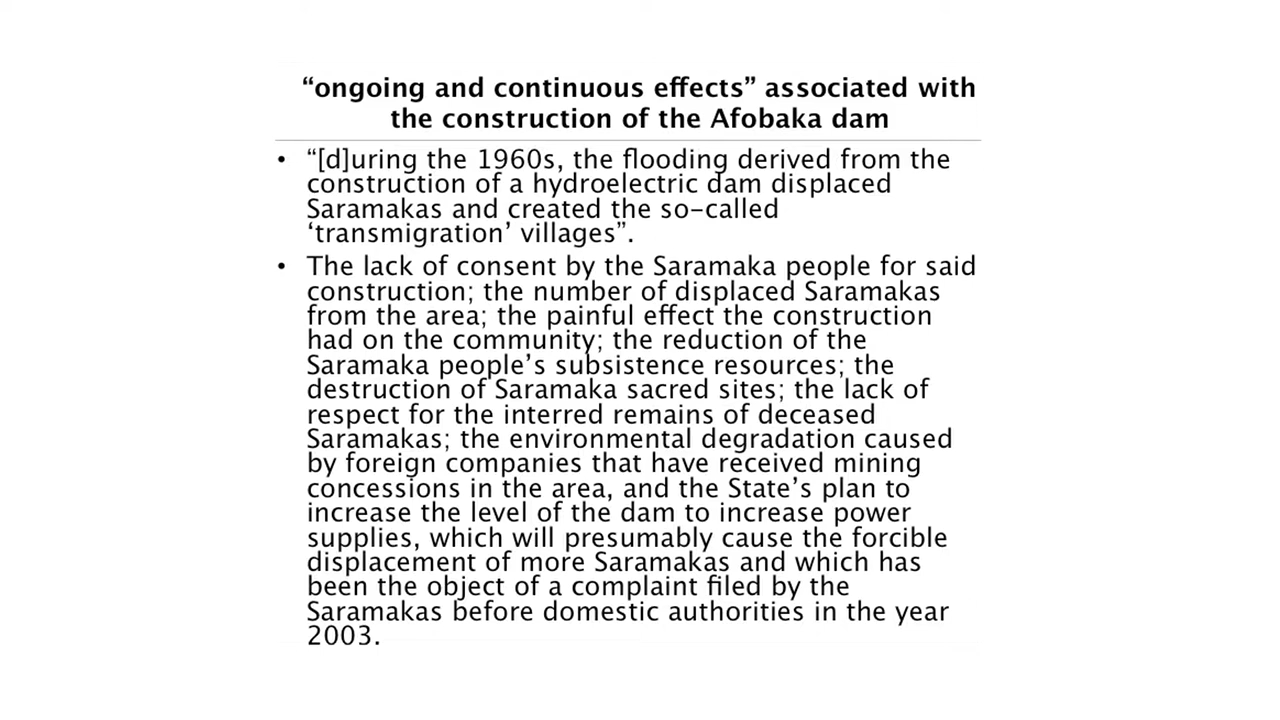 “ongoing and continuous effects” associated with
the construction of the Afobaka dam
• “[d]uring the 1960s, the flooding derived from the
construction of a hydroelectric dam displaced
Saramakas and created the so-called
‘transmigration’ villages”.
• The lack of consent by the Saramaka people for said
construction; the number of displaced Saramakas
from the area; the painful effect the construction
had on the community; the reduction of the
Saramaka people’s subsistence resources; the
destruction of Saramaka sacred sites; the lack of
respect for the interred remains of deceased
Saramakas; the environmental degradation caused
by foreign companies that have received mining
concessions in the area, and the State’s plan to
increase the level of the dam to increase power
supplies, which will presumably cause the forcible
displacement of more Saramakas and which has
been the object of a complaint filed by the
Saramakas before domestic authorities in the year
2003.